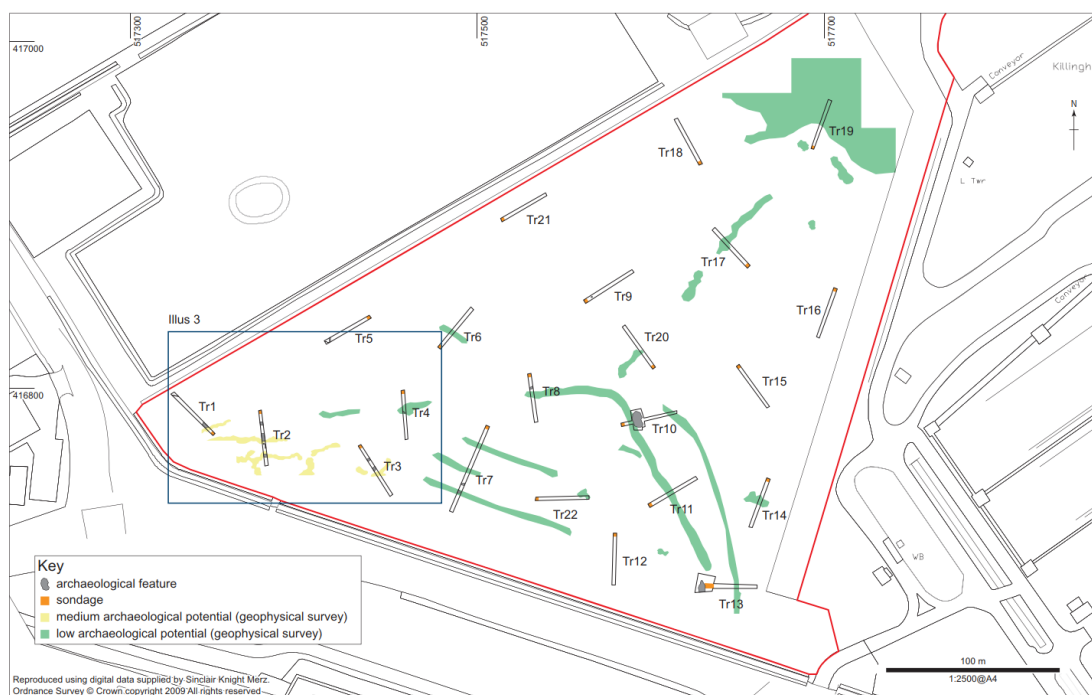 517300
517500
517700
417000
Conveyor
Killingh
N
Tr19
Tr18
L Twr
Tr21
Tr17
Conveyor
Tr9
Tr16
Illus 3
Tr5
Tr6
Tr20
416800
Tr8
Tr15
Tr1
Tr4
Tr10
Tr2
Tr3
Tr7
Tr11
Tr22
Tr14
Tr12
WB
Tr13
Key
archaeological feature
sondage
medium archaeological potential (geophysical survey)
low archaeological potential (geophysical survey)
100 m
1:2500@A4
Reproduced using digital data supplied by Sinclair Knight Merz.
Ordnance Survey © Crown copyright 2009 All rights reserved